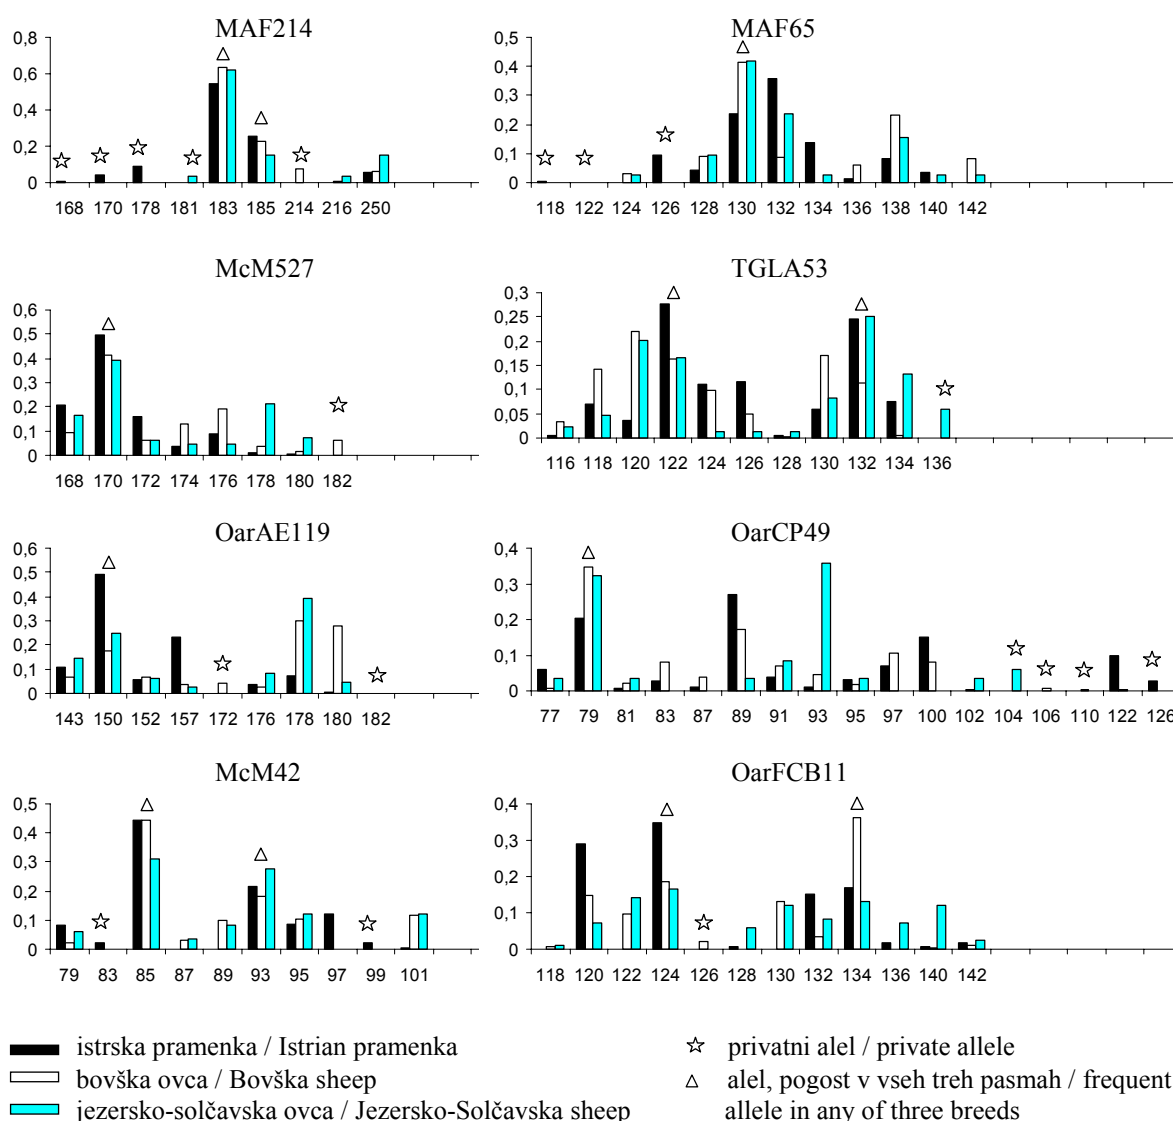 MAF214
0,8
0,6
0,4
0,2
0
168 170 178 181 183 185 214 216 250
MAF65
0,5
0,4
0,3
0,2
0,1
0
118 122 124 126 128 130 132 134 136 138 140 142
McM527
0,6
0,5
0,4
0,3
0,2
0,1
0
168 170 172 174 176 178 180 182
TGLA53
0,3
0,25
0,2
0,15
0,1
0,05
0
116 118 120 122 124 126 128 130 132 134 136
OarAE119
0,6
0,5
0,4
0,3
0,2
0,1
0
143 150 152 157 172 176 178 180 182
OarCP49
0,4
0,3
0,2
0,1
0
77 79 81 83 87 89 91 93 95 97 100 102 104 106 110 122 126
McM42
0,5
0,4
0,3
0,2
0,1
0
79 83 85 87 89 93 95 97 99 101
OarFCB11
0,4
0,3
0,2
0,1
0
118 120 122 124 126 128 130 132 134 136 140 142
istrska pramenka / Istrian pramenka
bovška ovca / Bovška sheep
jezersko-solčavska ovca / Jezersko-Solčavska sheep
privatni alel / private allele
alel, pogost v vseh treh pasmah / frequent
allele in any of three breeds